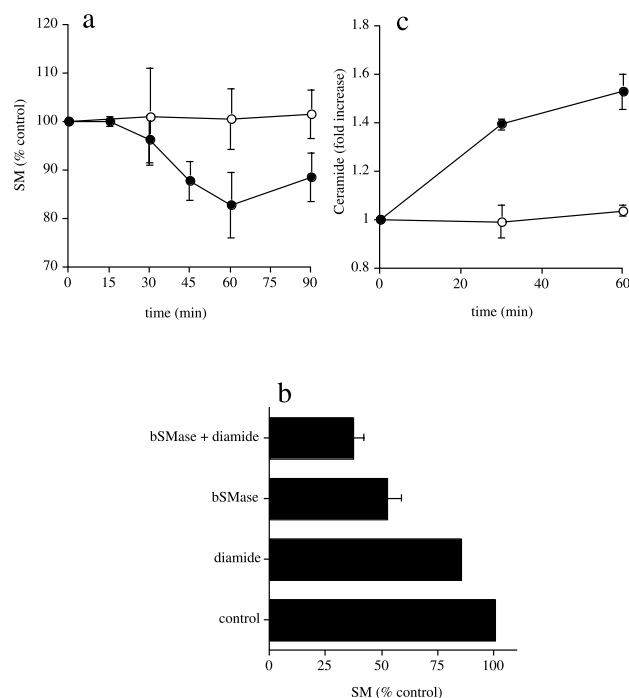 a
SM (% control)
120
110
100
90
80
70
0 15 30 45 60 75 90
time (min)
c
Ceramide (fold increase)
1.8
1.6
1.4
1.2
1
0.8
0 20 40 60
time (min)
b
bSMase + diamide
bSMase
diamide
control
0 25 50 75 100
SM (% control)